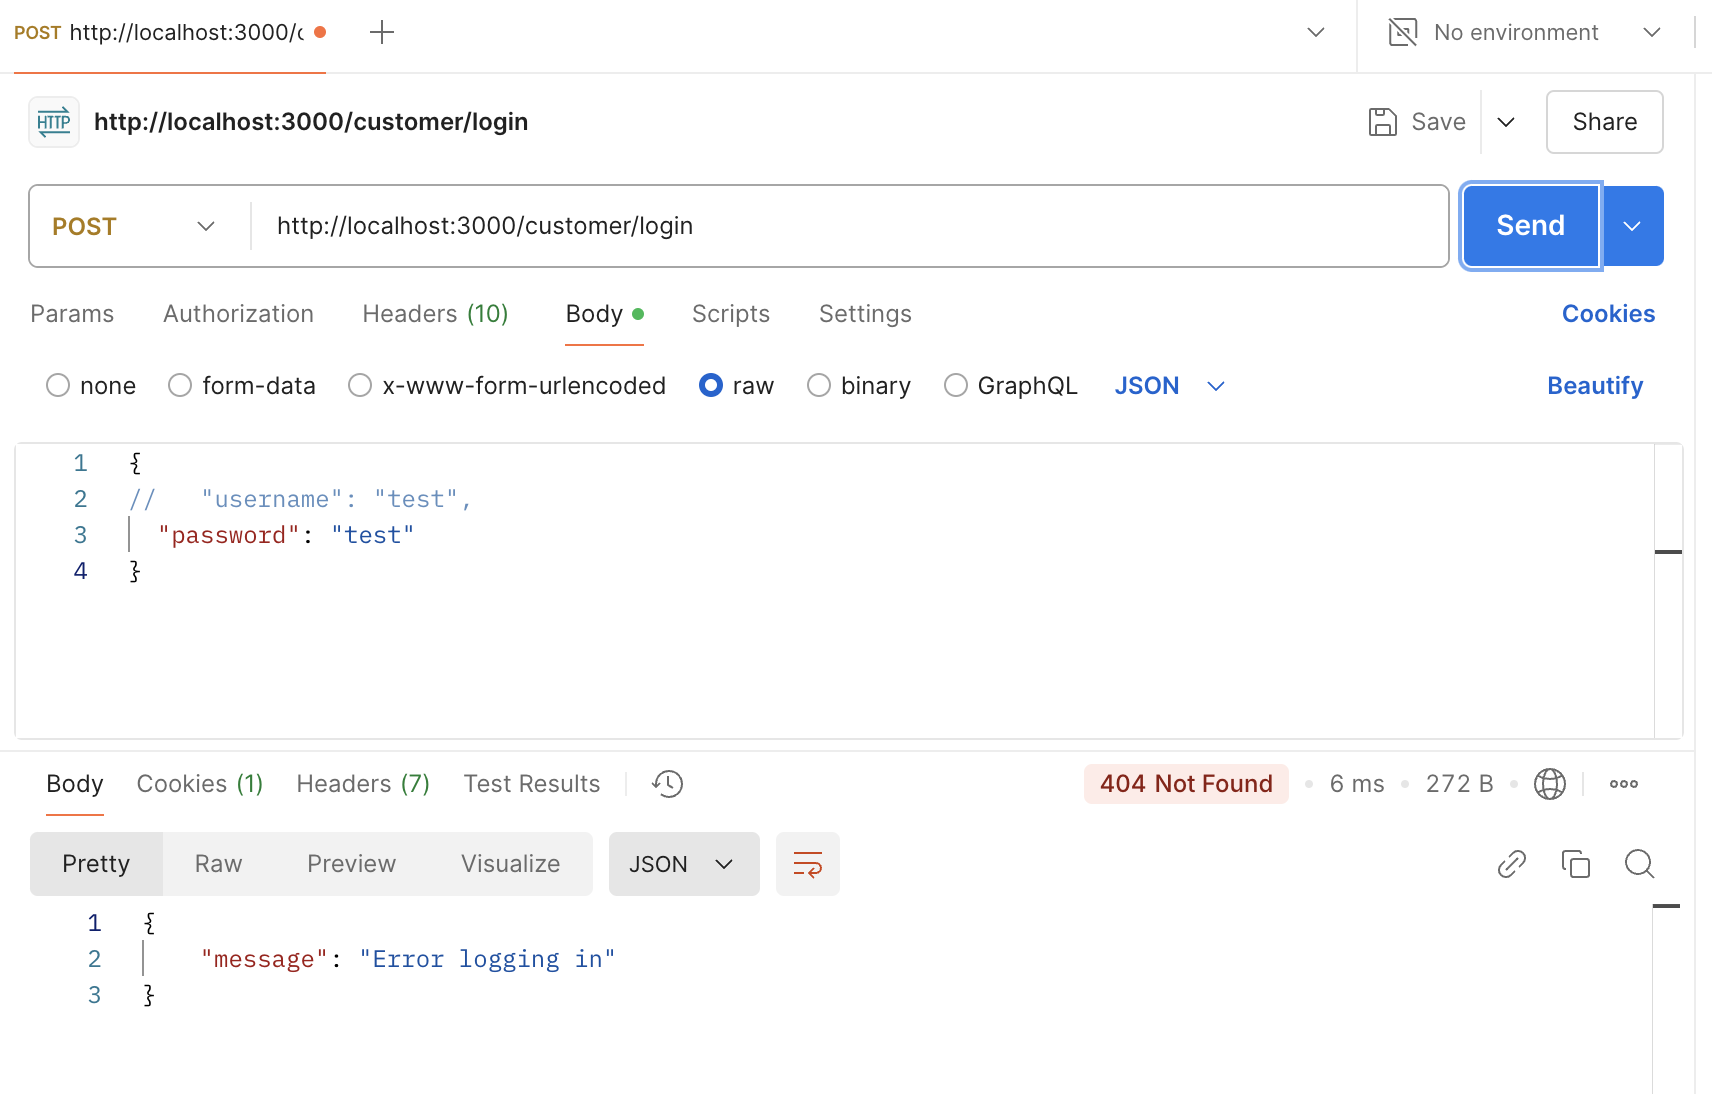 POST http://localhost:3000/c
No environment
HTTP http://localhost:3000/customer/login
Save
Share
POST http://localhost:3000/customer/login
Send
Params Authorization Headers (10) Body Scripts Settings Cookies
none form-data x-www-form-urlencoded raw binary GraphQL JSON Beautify
1 {
2 //   "username": "test",
3   "password": "test"
4 }
Body Cookies (1) Headers (7) Test Results 404 Not Found 6 ms 272 B
Pretty Raw Preview Visualize JSON
1 {
2     "message": "Error logging in"
3 }